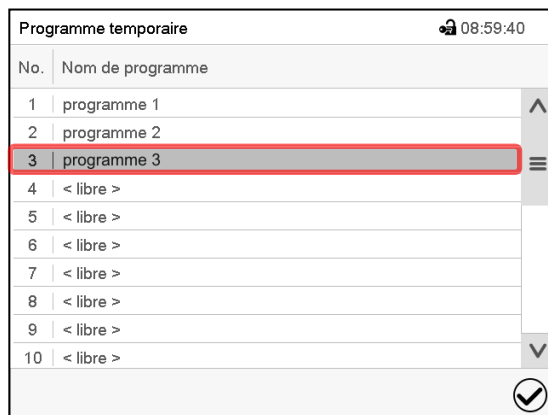 Programme temporaire 08:59:40
No. Nom de programme
1 programme 1
2 programme 2
3 programme 3
4 < libre >
5 < libre >
6 < libre >
7 < libre >
8 < libre >
9 < libre >
10 < libre >